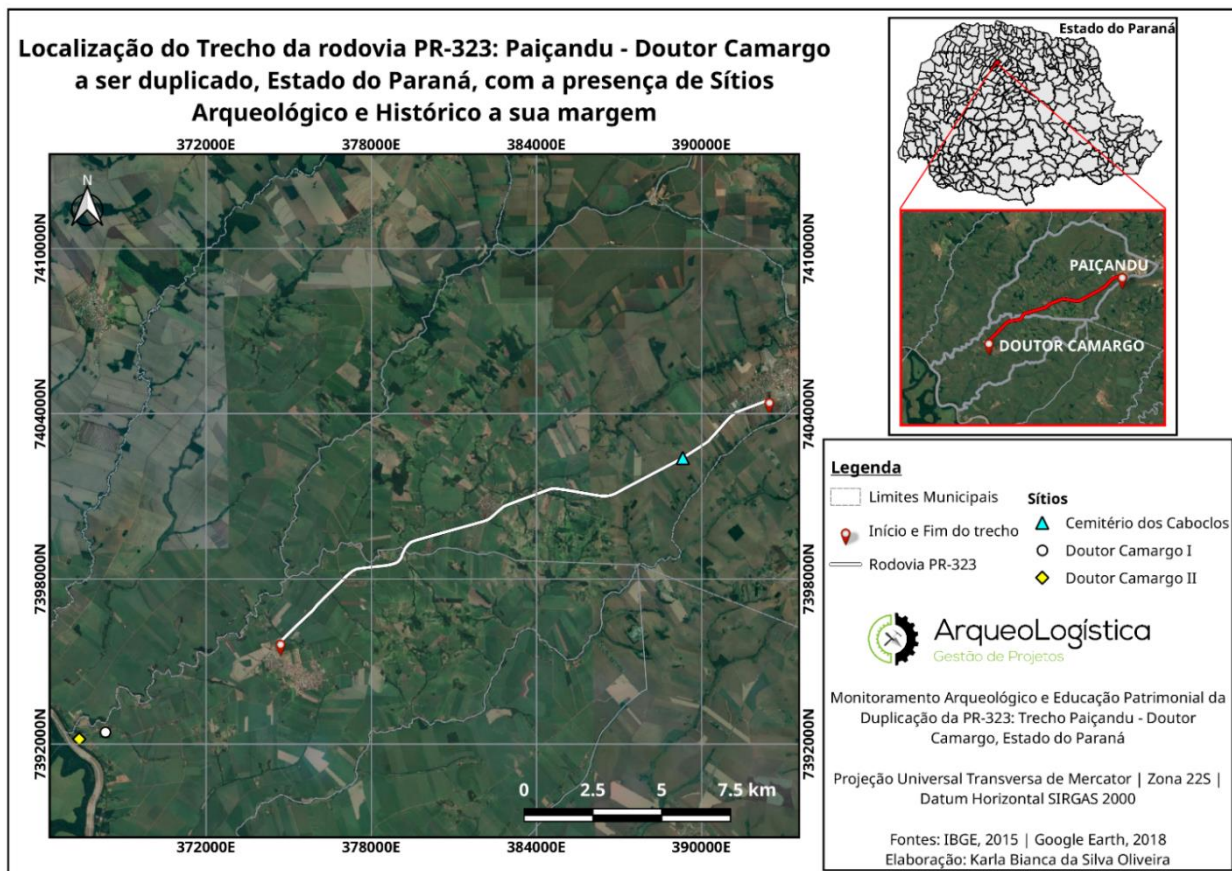 Localização do Trecho da rodovia PR-323: Paiçandu - Doutor Camargo
a ser duplicado, Estado do Paraná, com a presença de Sítios
Arqueológico e Histórico a sua margem
372000E
378000E
384000E
390000E
N
7410000N
7410000N
7404000N
7404000N
7398000N
7398000N
7392000N
7392000N
0
2.5
5
7.5 km
372000E
378000E
384000E
390000E
Estado do Paraná
PAIÇANDU
DOUTOR CAMARGO
Legenda
Limites Municipais
Início e Fim do trecho
Rodovia PR-323
Sítios
Cemitério dos Caboclos
Doutor Camargo I
Doutor Camargo II
ArqueoLogística
Gestão de Projetos
Monitoramento Arqueológico e Educação Patrimonial da
Duplicação da PR-323: Trecho Paiçandu - Doutor
Camargo, Estado do Paraná
Projeção Universal Transversa de Mercator | Zona 22S |
Datum Horizontal SIRGAS 2000
Fontes: IBGE, 2015 | Google Earth, 2018
Elaboração: Karla Bianca da Silva Oliveira